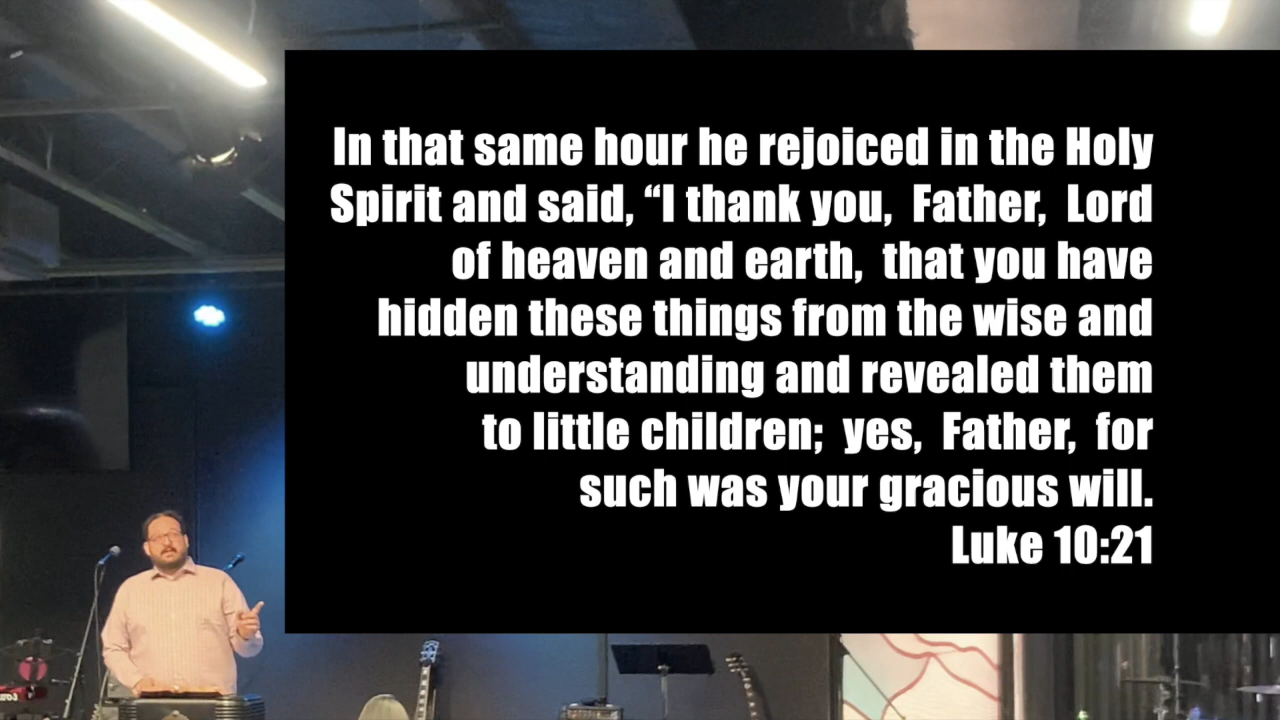 In that same hour he rejoiced in the Holy
Spirit and said, “I thank you,  Father,  Lord
of heaven and earth,  that you have
hidden these things from the wise and
understanding and revealed them
to little children;  yes,  Father,  for
such was your gracious will.
Luke 10:21